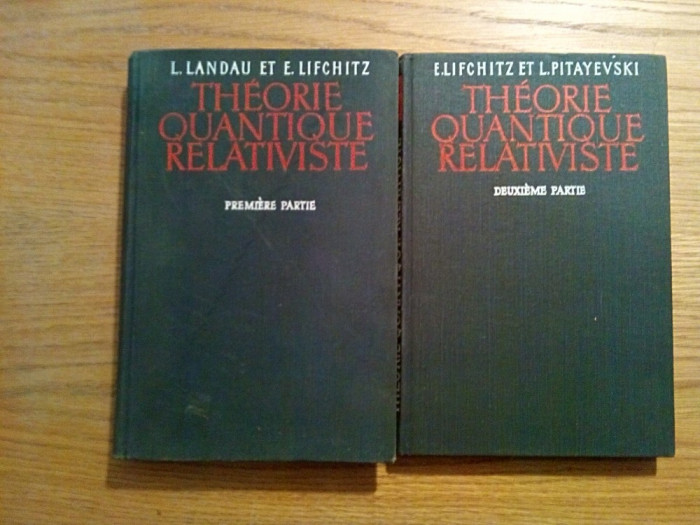 L. LANDAU ET E. LIFCHITZ
THÉORIE
QUANTIQUE
RELATIVISTE
PREMIÈRE PARTIE
E. LIFCHITZ ET L. PITAYEVSKI
THÉORIE
QUANTIQUE
RELATIVISTE
DEUXIÈME PARTIE